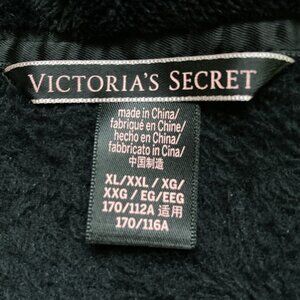 VICTORIA'S SECRET
made in China/
fabriqué en Chine/
hecho en China/
fabbricato in Cina/
中国制造
XL/XXL / XG/
XXG / EG/EEG
170/112A 适用
170/116A